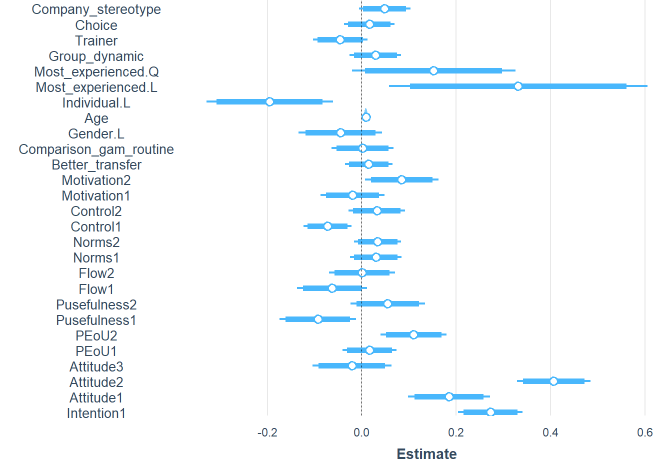 Company_stereotype
Choice
Trainer
Group_dynamic
Most_experienced.Q
Most_experienced.L
Individual.L
Age
Gender.L
Comparison_gam_routine
Better_transfer
Motivation2
Motivation1
Control2
Control1
Norms2
Norms1
Flow2
Flow1
Pusefulness2
Pusefulness1
PEoU2
PEoU1
Attitude3
Attitude2
Attitude1
Intention1
-0.2 0.0 0.2 0.4 0.6
Estimate